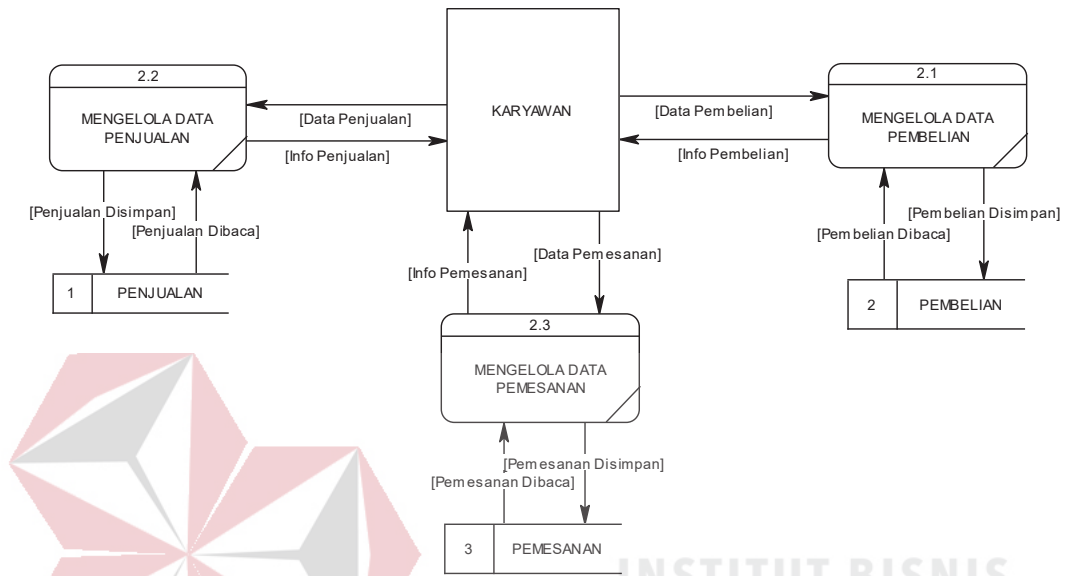 2.2
MENGELOLA DATA
PENJUALAN
[Data Penjualan]
[Info Penjualan]
KARYAWAN
[Data Pembelian]
[Info Pembelian]
2.1
MENGELOLA DATA
PEMBELIAN
[Penjualan Disimpan]
[Penjualan Dibaca]
1
PENJUALAN
[Info Pemesanan]
[Data Pemesanan]
[Pembelian Disimpan]
[Pembelian Dibaca]
2
PEMBELIAN
2.3
MENGELOLA DATA
PEMESANAN
[Pemesanan Disimpan]
[Pemesanan Dibaca]
3
PEMESANAN
INSTITUT BISNIS